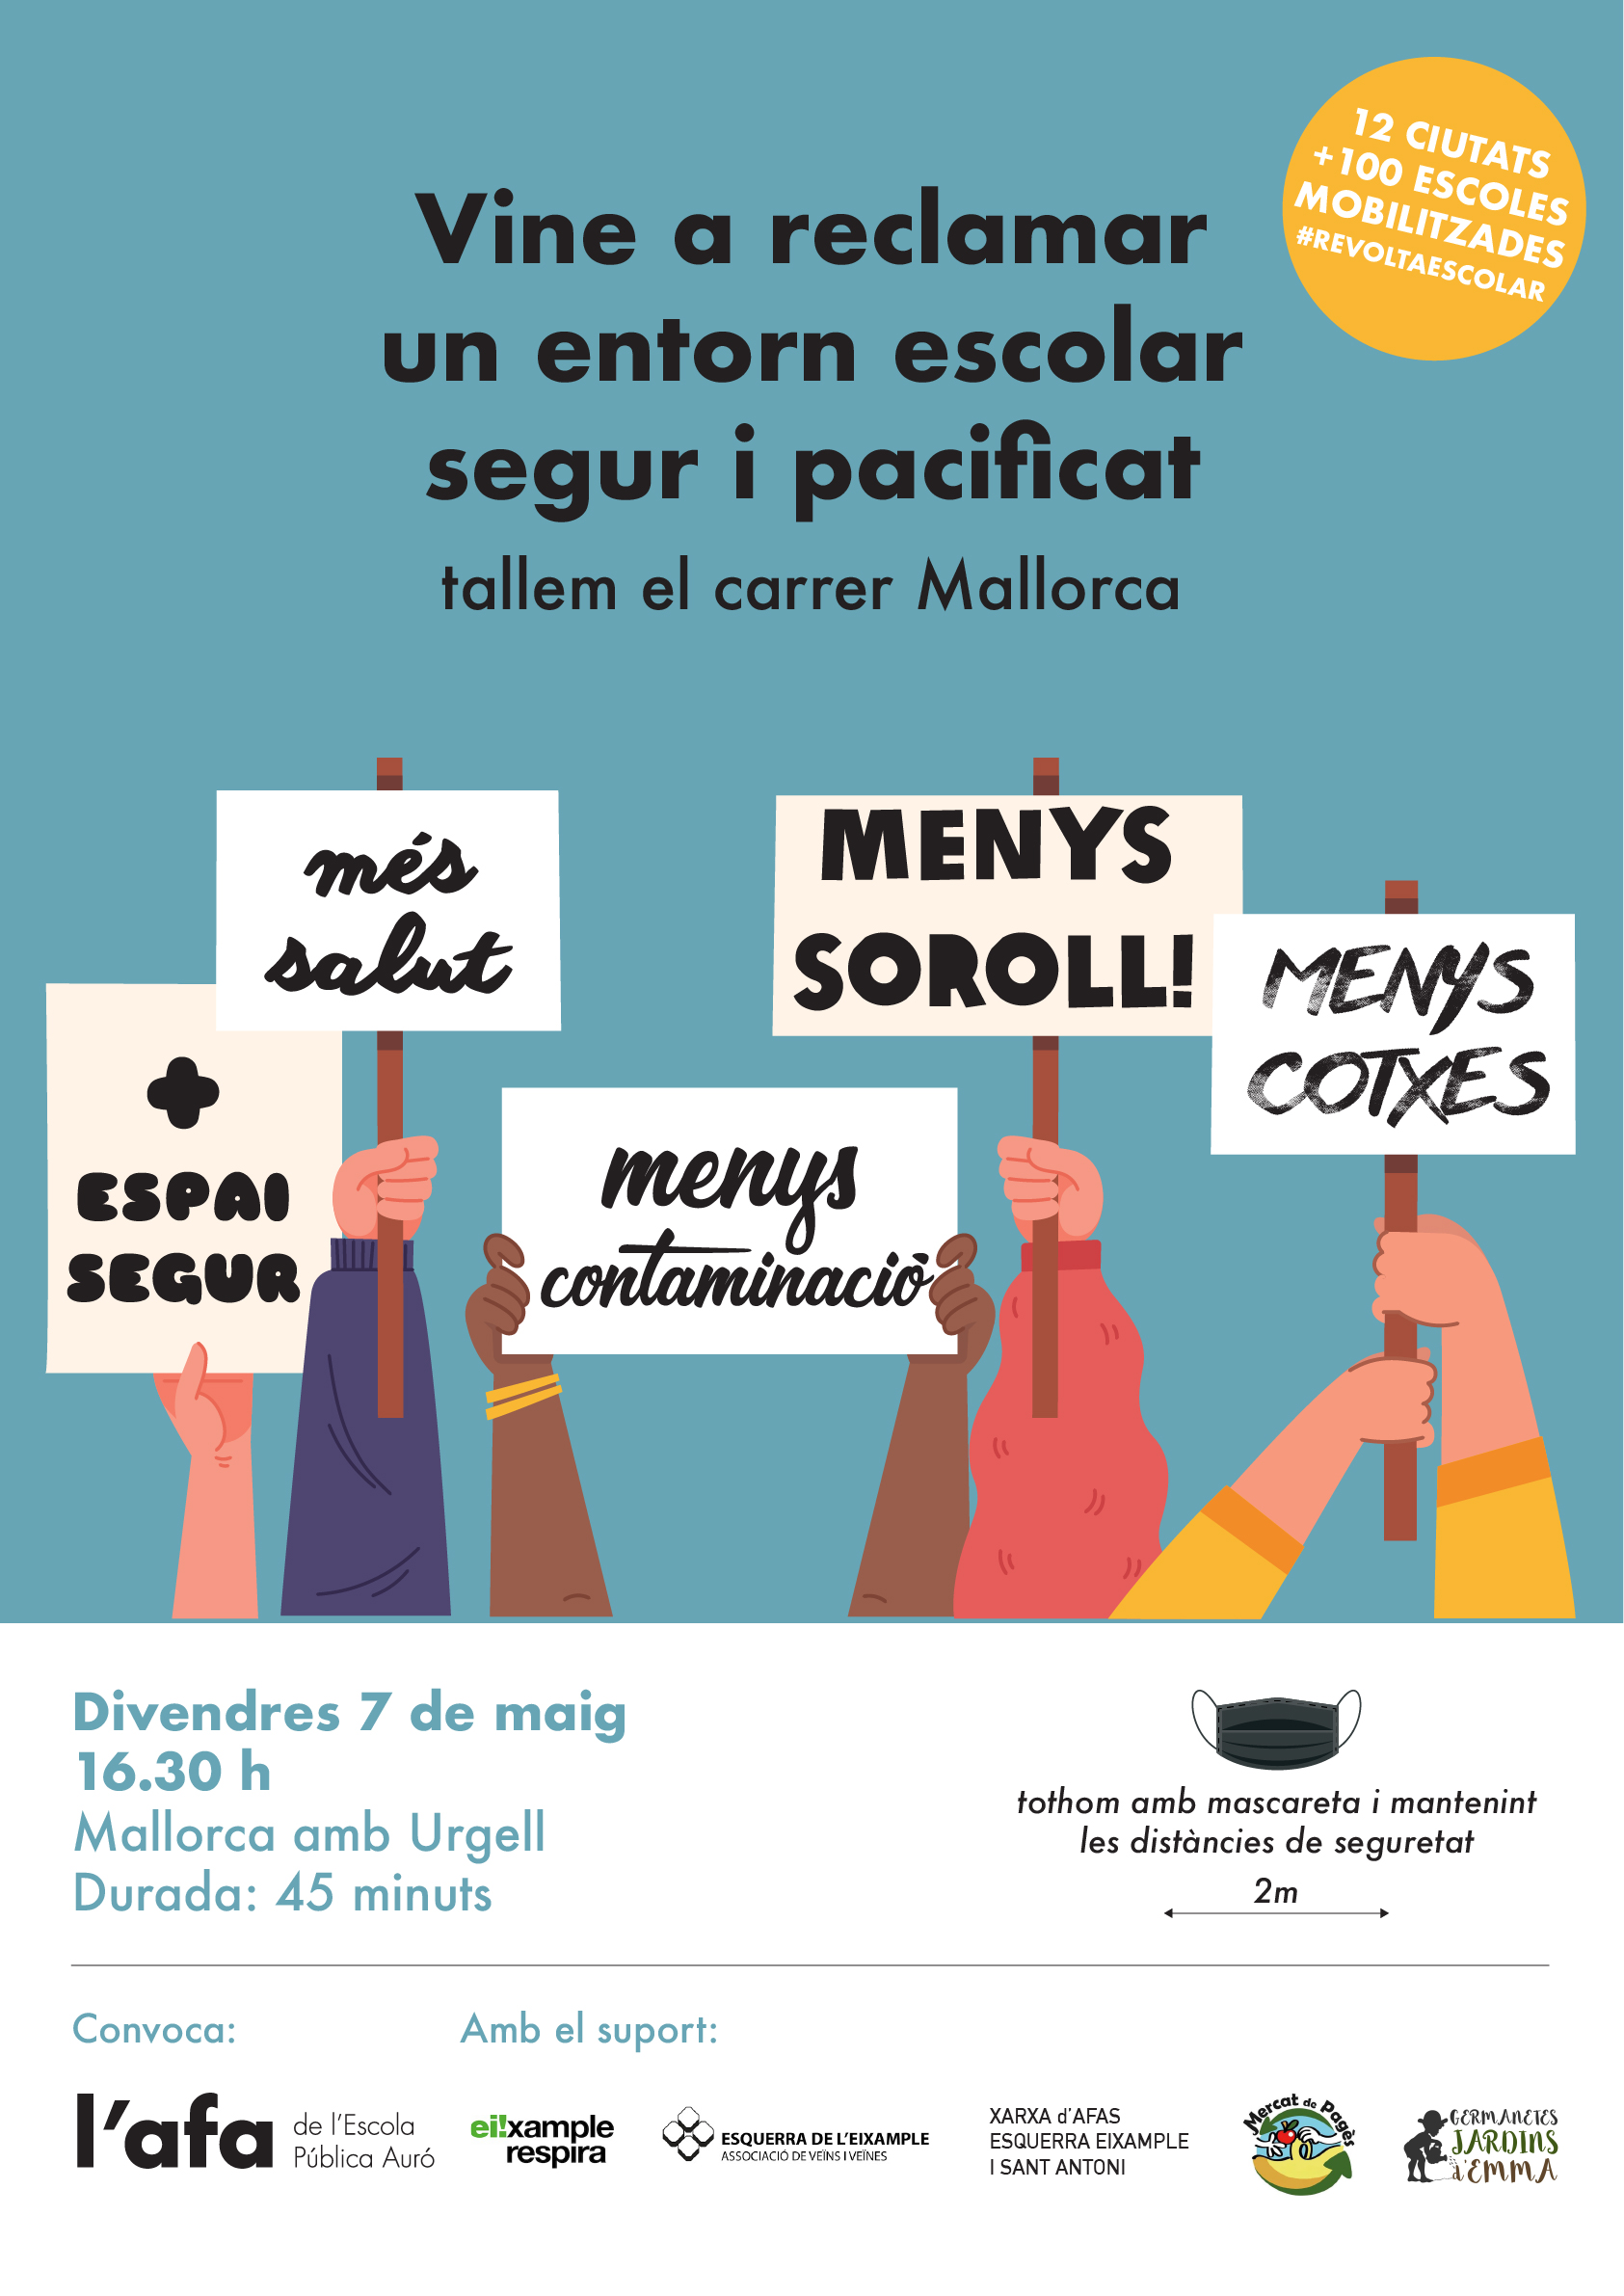 12 CIUTATS
+100 ESCOLES
MOBILITZADES
#REVOLTAESCOLAR
Vine a reclamar
un entorn escolar
segur i pacificat
tallem el carrer Mallorca
més
salut
MENYS
SOROLL!
MENYS
COTXES
+
ESPAI
SEGUR
menys
contaminaciò
Divendres 7 de maig
16.30 h
Mallorca amb Urgell
Durada: 45 minuts
tothom amb mascareta i mantenint
les distàncies de seguretat
2m
Convoca:
Amb el suport:
l'afa
de l'Escola
Pública Auró
ei!xample
respira
ESQUERRA DE L'EIXAMPLE
ASSOCIACIÓ DE VEÏNS I VEÏNES
XARXA d'AFAS
ESQUERRA EIXAMPLE
I SANT ANTONI
Mercat de Pagès
GERMANETES
JARDINS
d'EMMA